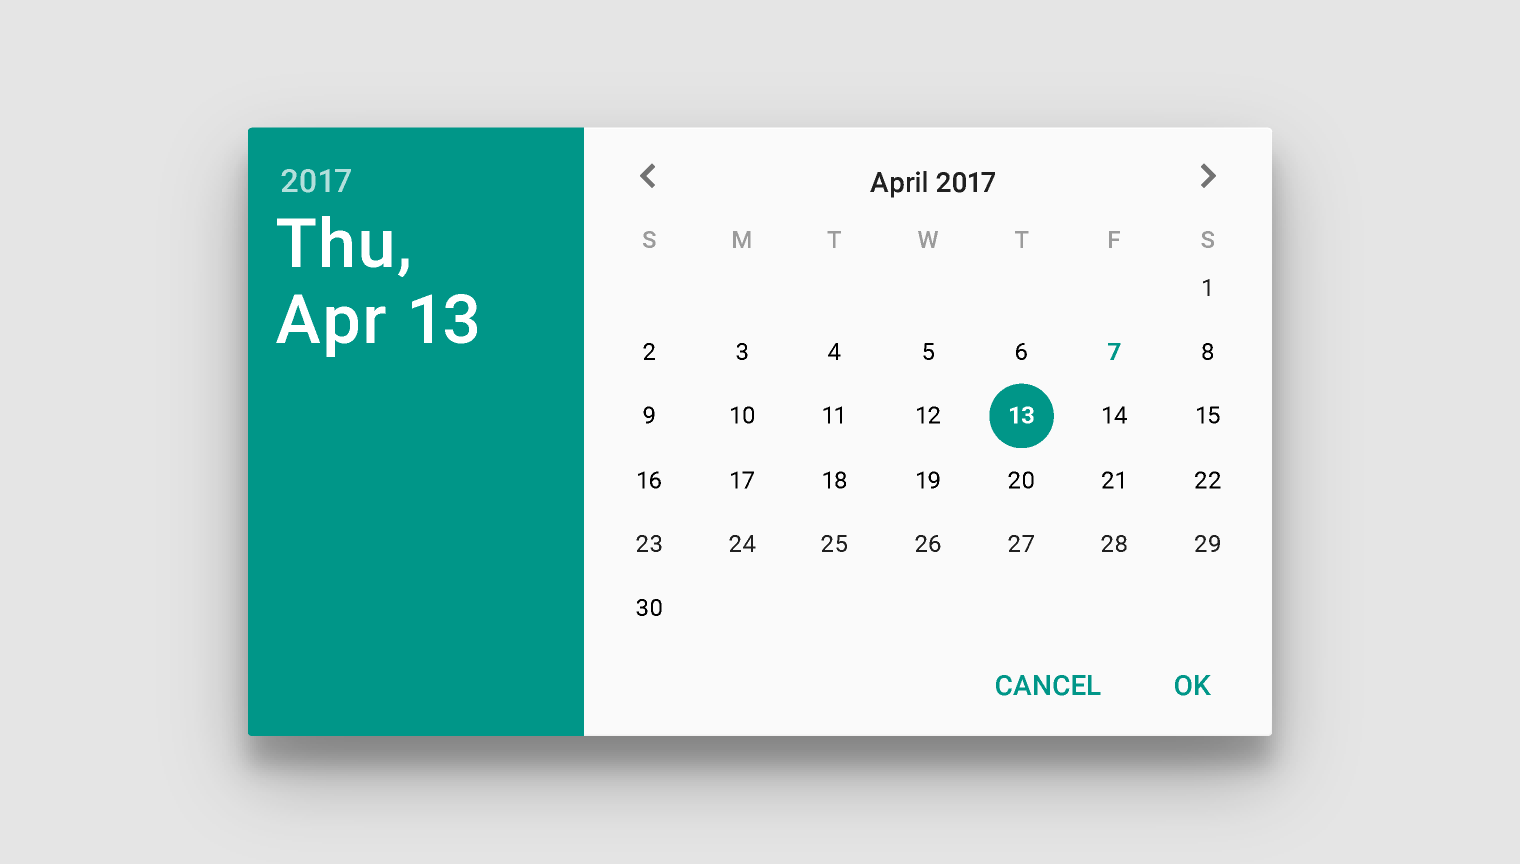 2017
Thu,
Apr 13
April 2017
S M T W T F S
1
2 3 4 5 6 7 8
9 10 11 12 13 14 15
16 17 18 19 20 21 22
23 24 25 26 27 28 29
30
CANCEL OK